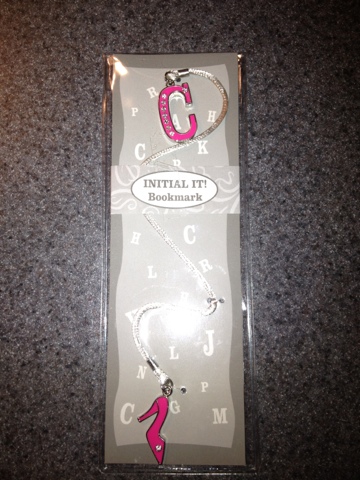 C
P R A H
C R K
INITIAL IT!
Bookmark
H C
L R
J
L
N P
C G M